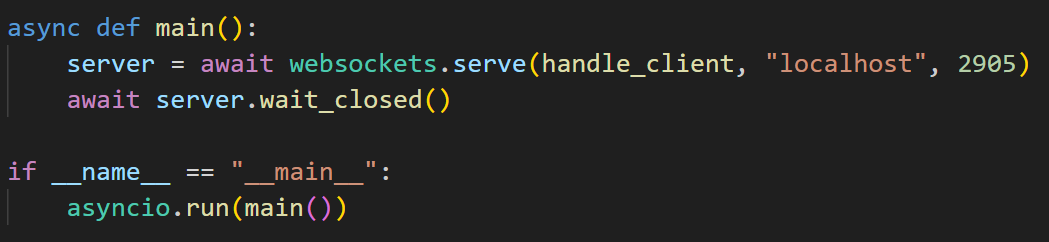 async def main():
    server = await websockets.serve(handle_client, "localhost", 2905)
    await server.wait_closed()
if __name__ == "__main__":
    asyncio.run(main())